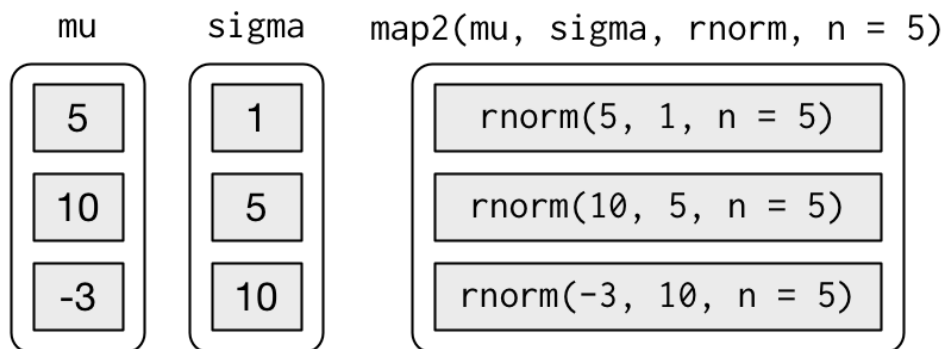 mu sigma map2(mu, sigma, rnorm, n = 5)
5 1 rnorm(5, 1, n = 5)
10 5 rnorm(10, 5, n = 5)
-3 10 rnorm(-3, 10, n = 5)